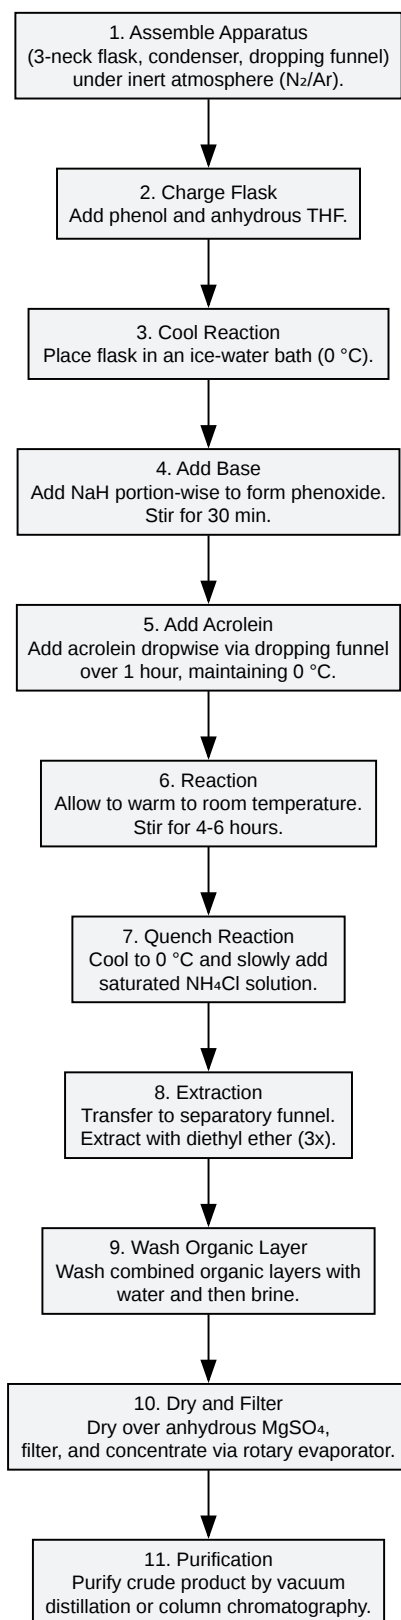 1. Assemble Apparatus
(3-neck flask, condenser, dropping funnel)
under inert atmosphere (N₂/Ar).
2. Charge Flask
Add phenol and anhydrous THF.
3. Cool Reaction
Place flask in an ice-water bath (0 °C).
4. Add Base
Add NaH portion-wise to form phenoxide.
Stir for 30 min.
5. Add Acrolein
Add acrolein dropwise via dropping funnel
over 1 hour, maintaining 0 °C.
6. Reaction
Allow to warm to room temperature.
Stir for 4-6 hours.
7. Quench Reaction
Cool to 0 °C and slowly add
saturated NH₄Cl solution.
8. Extraction
Transfer to separatory funnel.
Extract with diethyl ether (3x).
9. Wash Organic Layer
Wash combined organic layers with
water and then brine.
10. Dry and Filter
Dry over anhydrous MgSO₄,
filter, and concentrate via rotary evaporator.
11. Purification
Purify crude product by vacuum
distillation or column chromatography.